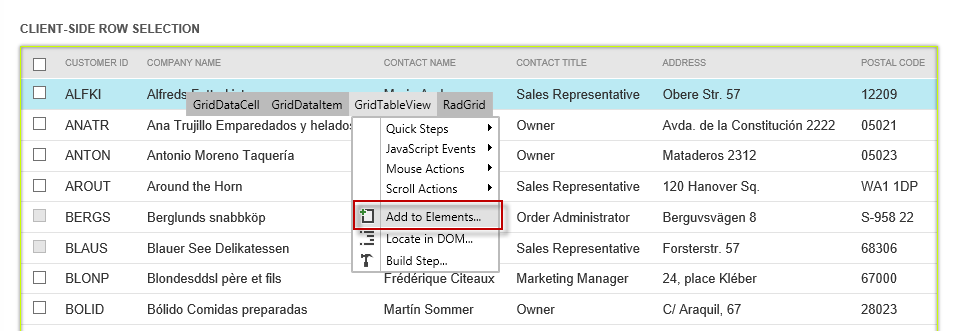 CLIENT-SIDE ROW SELECTION
CUSTOMER ID COMPANY NAME CONTACT NAME CONTACT TITLE ADDRESS POSTAL CODE
ALFKI Alfreds Sales Representative Obere Str. 57 12209
GridDataCell GridDataItem GridTableView RadGrid
ANATR Ana Trujillo Emparedados y helados Owner Avda. de la Constitución 2222 05021
Quick Steps
JavaScript Events
ANTON Antonio Moreno Taquería Owner Mataderos 2312 05023
Mouse Actions
AROUT Around the Horn Sales Representative 120 Hanover Sq. WA1 1DP
Scroll Actions
BERGS Berglunds snabbköp Add to Elements... Order Administrator Berguvsvägen 8 S-958 22
Locate in DOM...
BLAUS Blauer See Delikatessen Sales Representative Forsterstr. 57 68306
Build Step...
BLONP Blondesddsl père et fils Frédérique Citeaux Marketing Manager 24, place Kléber 67000
BOLID Bólido Comidas preparadas Martín Sommer Owner C/ Araquil, 67 28023